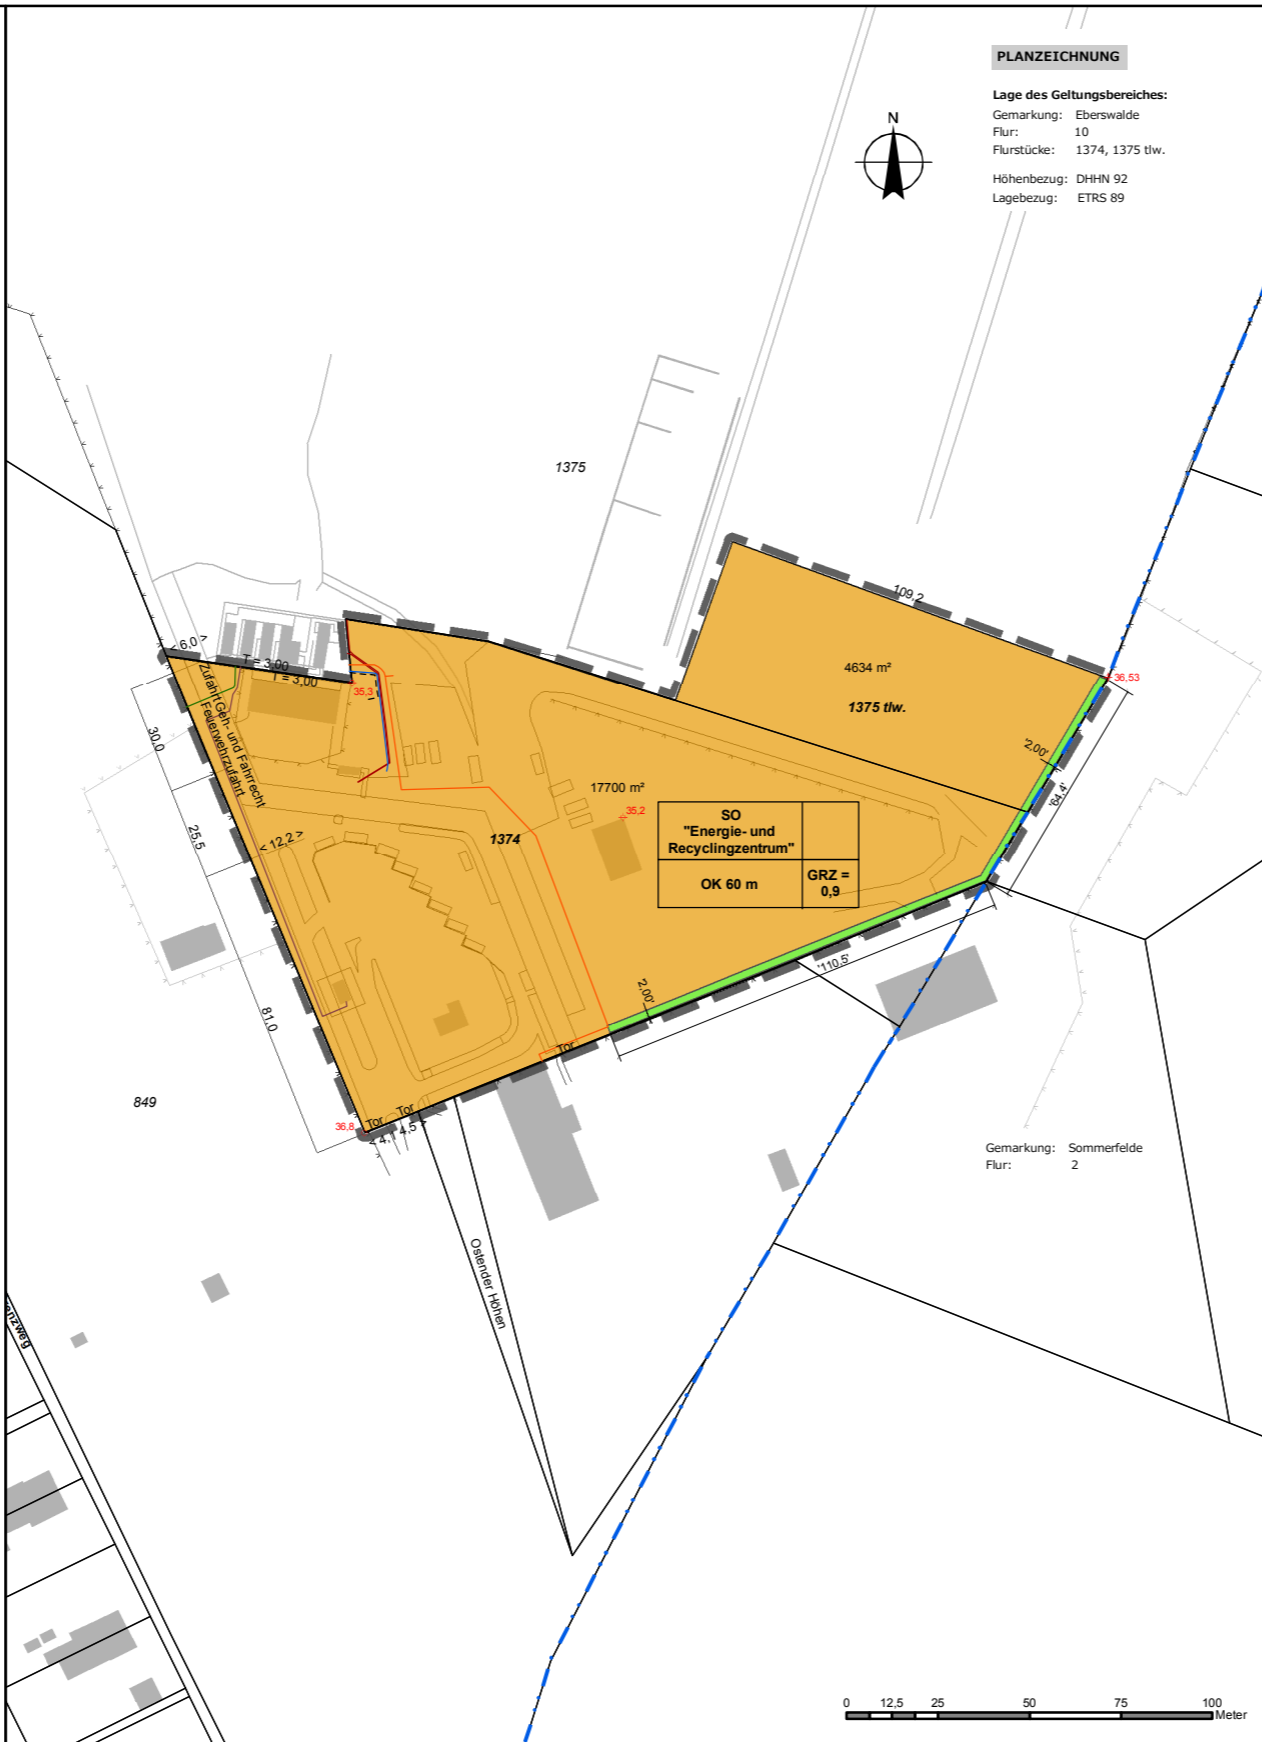 PLANZEICHNUNG
Lage des Geltungsbereiches:
Gemarkung: Eberswalde
Flur: 10
Flurstücke: 1374, 1375 tlw.
Höhenbezug: DHHN 92
Lagebezug: ETRS 89
N
1375
109,2
< 6,0 >
T = 3,00
T = 3,00
35,3
4634 m²
36,53
1375 tlw.
Zufahrt Geh- und Fahrrecht
Feuerwehrzufahrt
30,0
'2,00'
'64,4'
17700 m²
35,2
SO
"Energie- und
Recyclingzentrum"
OK 60 m
GRZ =
0,9
25,5
< 12,2 >
1374
'110,5'
'2,00'
81,0
Tor
849
36,8
Tor
Tor
4,5 >
Gemarkung: Sommerfelde
Flur: 2
Ostender Höhen
0 12,5 25 50 75 100
Meter